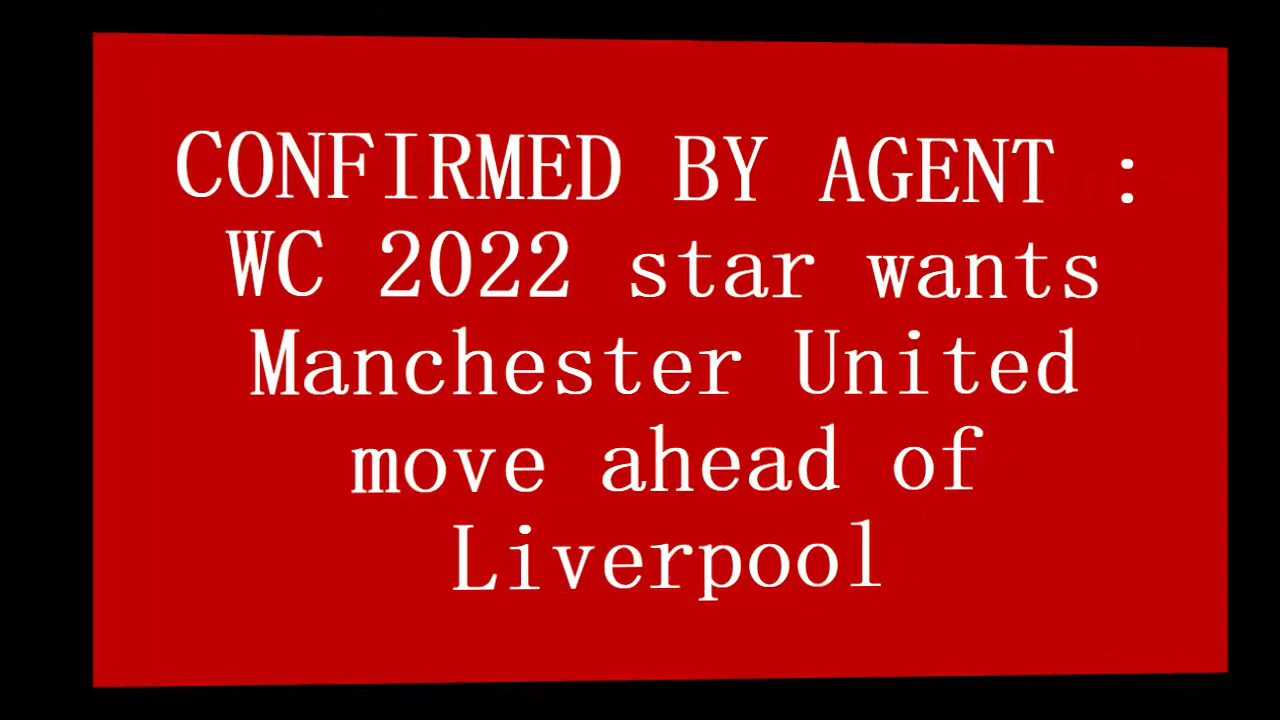 CONFIRMED BY AGENT :
WC 2022 star wants
Manchester United
move ahead of
Liverpool